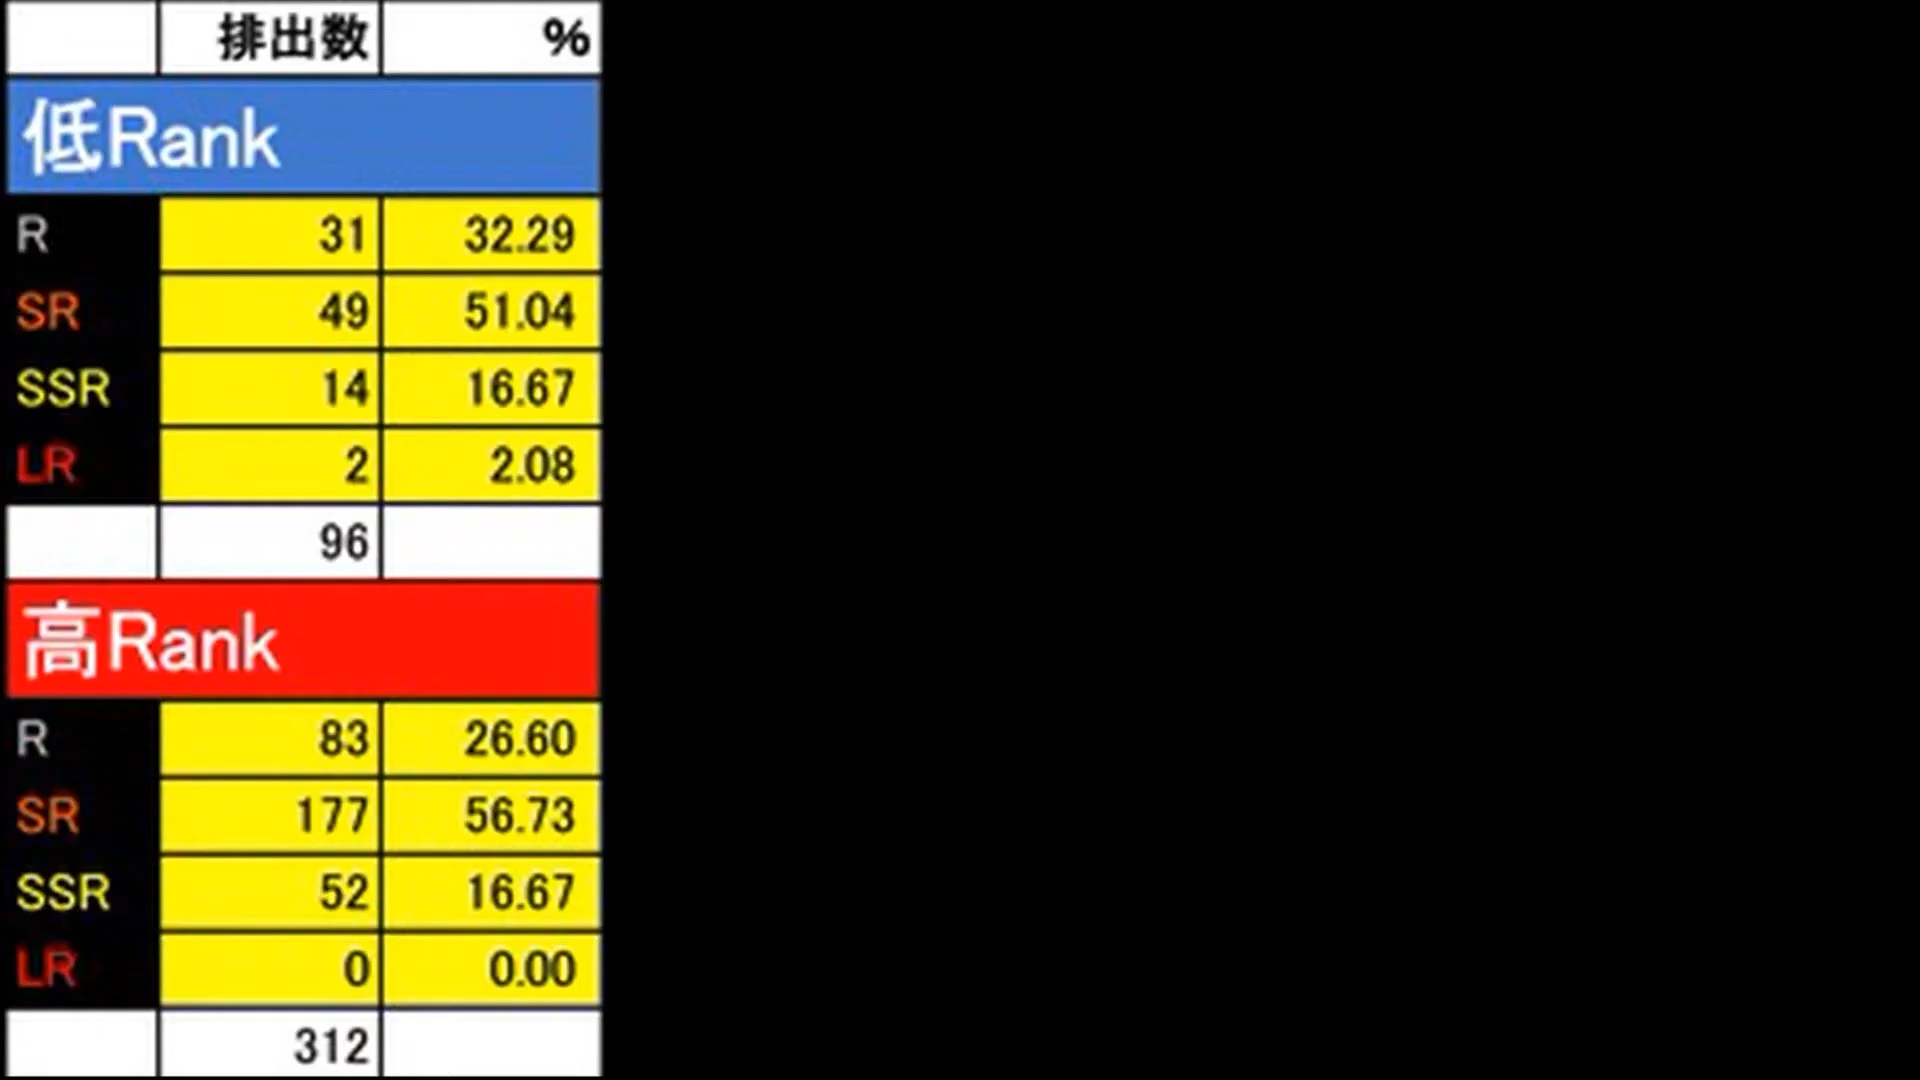 排出数 %
低Rank
R 31 32.29
SR 49 51.04
SSR 14 16.67
LR 2 2.08
96
高Rank
R 83 26.60
SR 177 56.73
SSR 52 16.67
LR 0 0.00
312